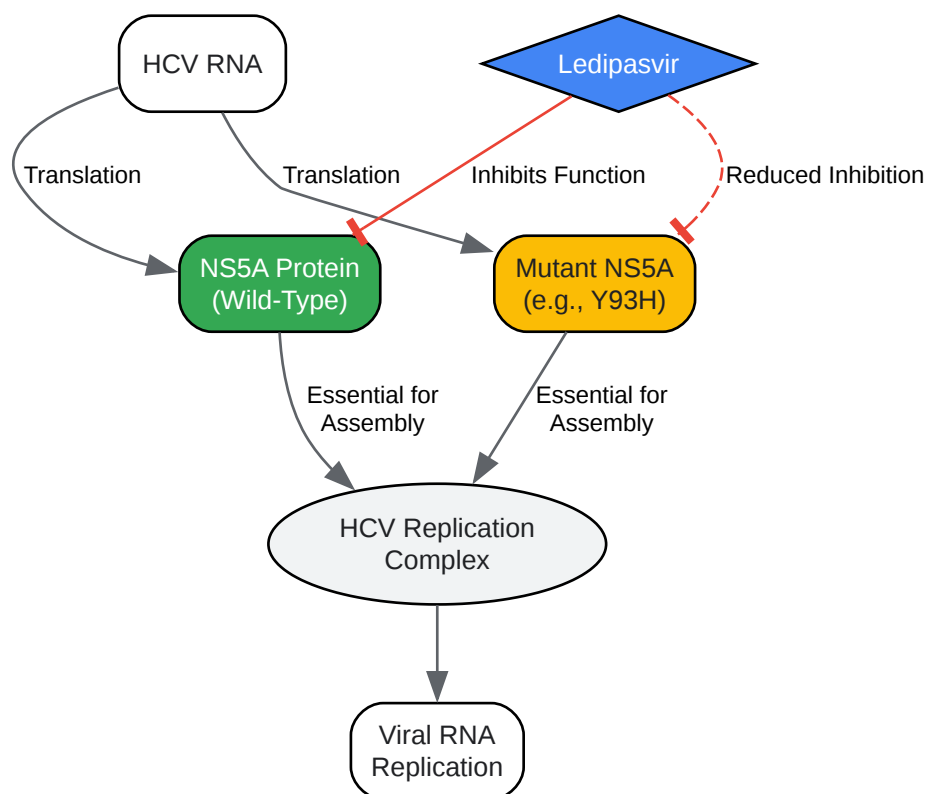 HCV RNA
Ledipasvir
Translation
Translation
Inhibits Function
Reduced Inhibition
NS5A Protein
(Wild-Type)
Mutant NS5A
(e.g., Y93H)
Essential for
Assembly
Essential for
Assembly
HCV Replication
Complex
Viral RNA
Replication